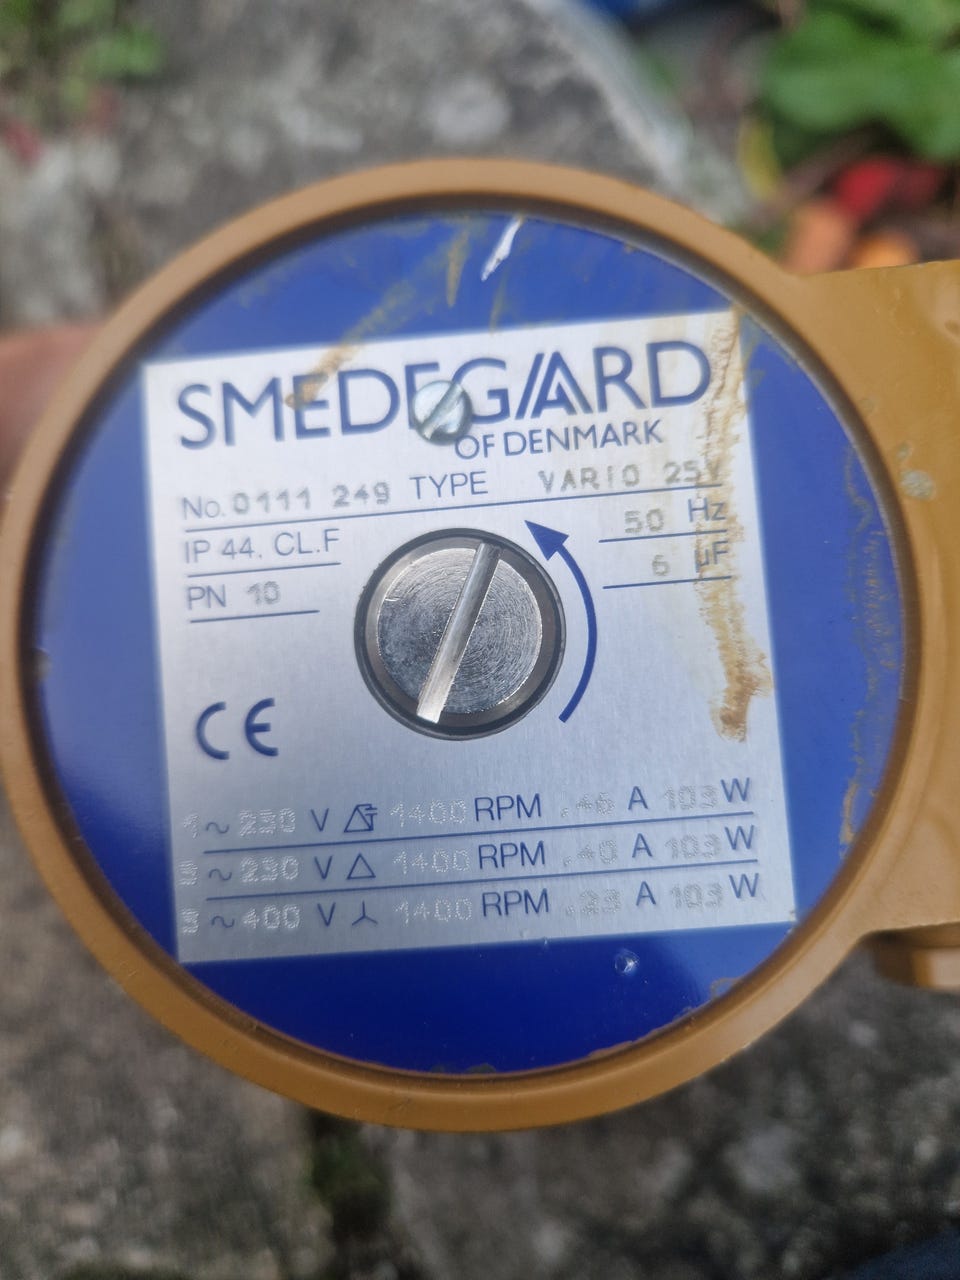 SMEDEGAARD
OF DENMARK
No. 0111 249 TYPE VARIO 25V
IP 44. CL.F 50 Hz
PN 10 6 µF
CE
1 ~ 230 V 1400 RPM .46 A 103 W
3 ~ 230 V △ 1400 RPM .40 A 103 W
3 ~ 400 V 人 1400 RPM .23 A 103 W